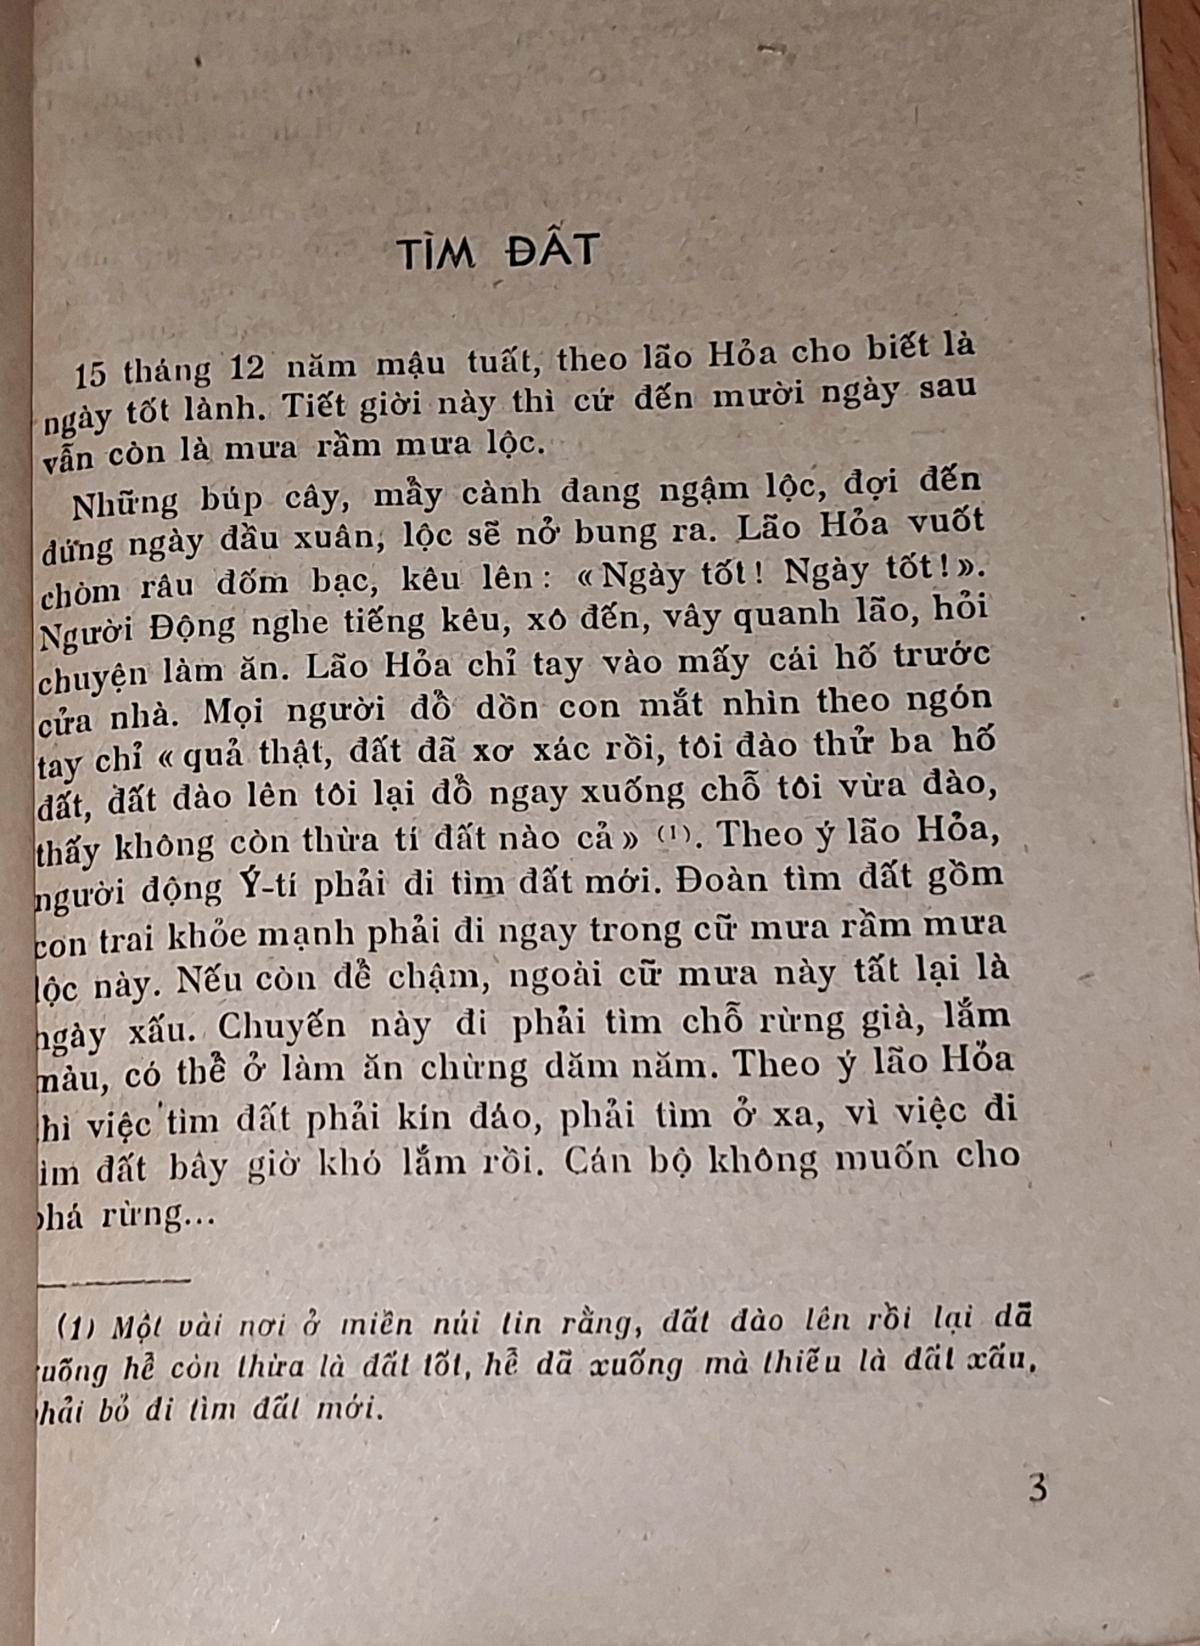 TÌM ĐẤT
15 tháng 12 năm mậu tuất, theo lão Hỏa cho biết là
ngày tốt lành. Tiết giời này thì cứ đến mười ngày sau
vẫn còn là mưa rầm mưa lộc.
Những búp cây, mầy cành đang ngậm lộc, đợi đến
đúng ngày đầu xuân, lộc sẽ nở bung ra. Lão Hỏa vuốt
chòm râu đốm bạc, kêu lên : « Ngày tốt ! Ngày tốt ! ».
Người Động nghe tiếng kêu, xô đến, vây quanh lão, hỏi
chuyện làm ăn. Lão Hỏa chỉ tay vào mấy cái hố trước
cửa nhà. Mọi người đổ dồn con mắt nhìn theo ngón
tay chỉ « quả thật, đất đã xơ xác rồi, tôi đào thử ba hố
đất, đất đào lên tôi lại đổ ngay xuống chỗ tôi vừa đào,
thấy không còn thừa tí đất nào cả » (1). Theo ý lão Hỏa,
người động Ý-tí phải đi tìm đất mới. Đoàn tìm đất gồm
con trai khỏe mạnh phải đi ngay trong cữ mưa rầm mưa
lộc này. Nếu còn để chậm, ngoài cữ mưa này tất lại là
ngày xấu. Chuyến này đi phải tìm chỗ rừng già, lắm
màu, có thể ở làm ăn chừng dăm năm. Theo ý lão Hỏa
hì việc tìm đất phải kín đáo, phải tìm ở xa, vì việc đi
ìm đất bây giờ khó lắm rồi. Cán bộ không muốn cho
phá rừng...
(1) Một vài nơi ở miền núi tin rằng, đất đào lên rồi lại dã
xuống hễ còn thừa là đất tốt, hễ dã xuống mà thiếu là đất xấu,
phải bỏ đi tìm đất mới.
3